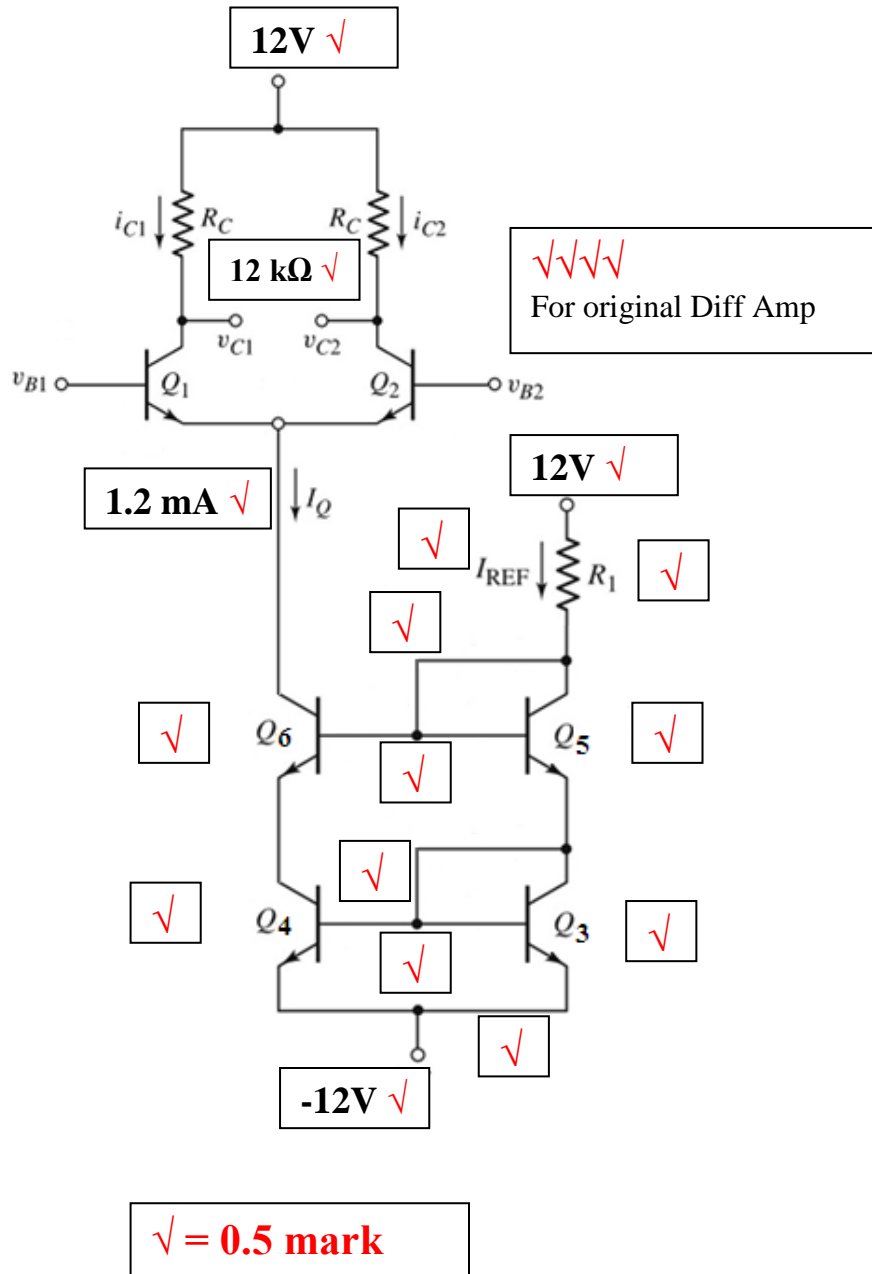 12V √
i_C1 R_C R_C i_C2
12 kΩ √
√√√√
For original Diff Amp
v_C1 v_C2
v_B1 Q_1 Q_2 v_B2
12V √
1.2 mA √ I_Q
√ I_REF R_1 √
√
√ Q_6 Q_5 √
√
√
√ Q_4 Q_3 √
√
√
-12V √
√ = 0.5 mark